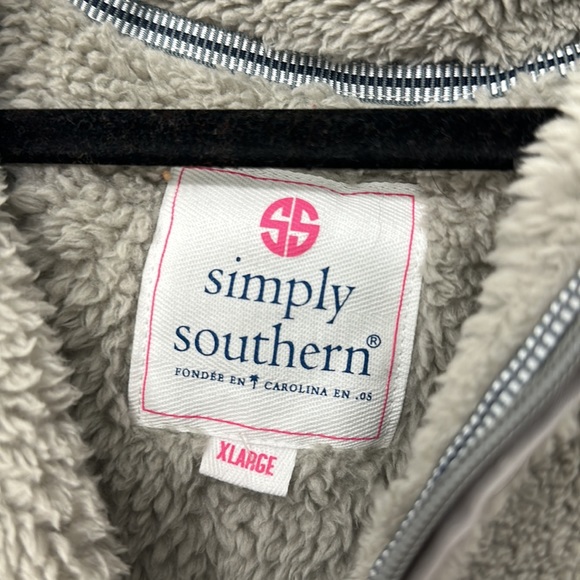 SS
simply
southern®
FONDÉE EN CAROLINA EN .05
XLARGE